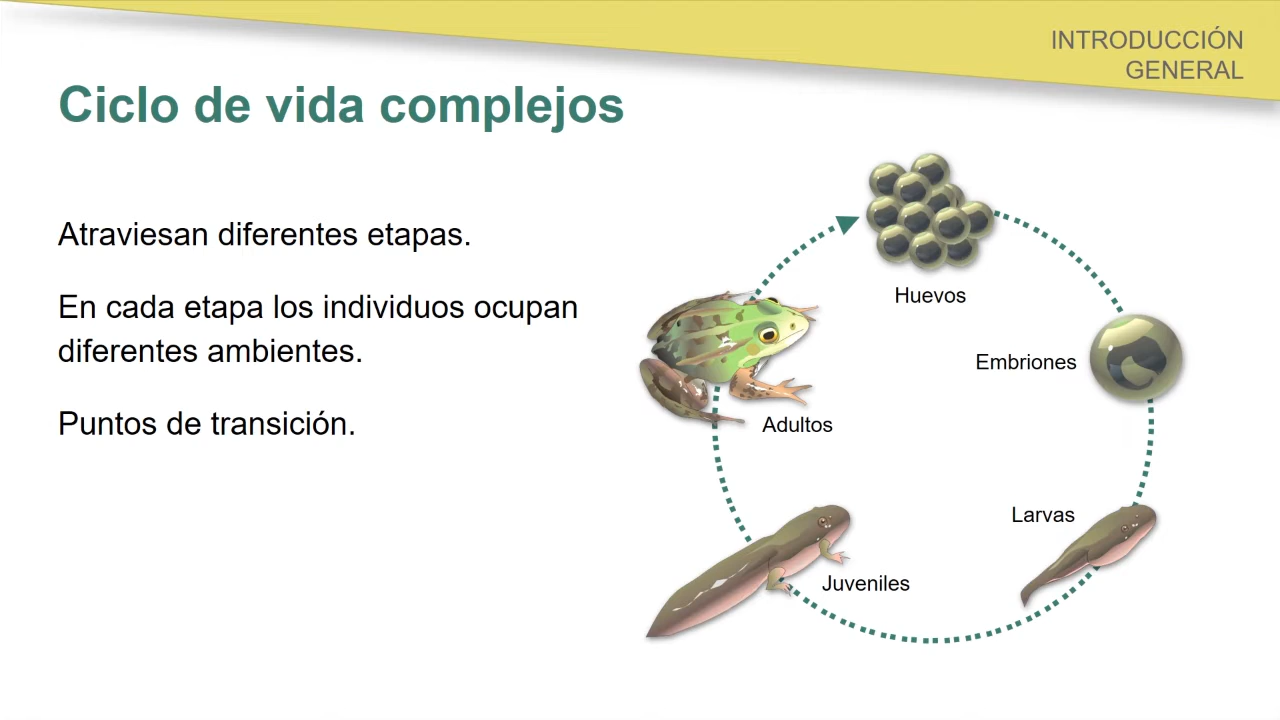 INTRODUCCIÓN
GENERAL
Ciclo de vida complejos
Atraviesan diferentes etapas.
En cada etapa los individuos ocupan
diferentes ambientes.
Puntos de transición.
Huevos
Embriones
Adultos
Larvas
Juveniles